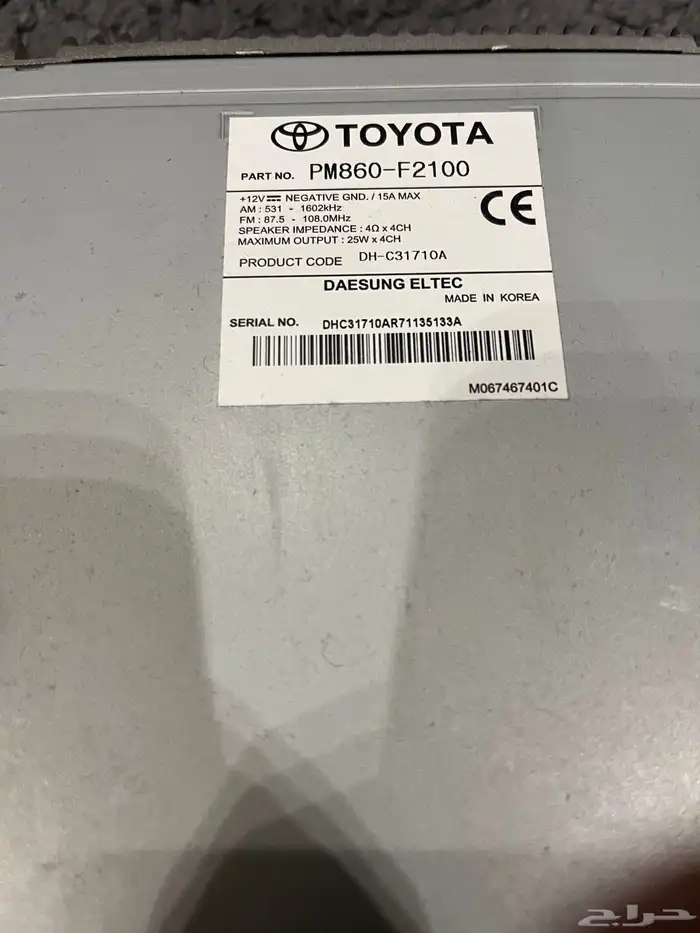 TOYOTA
PART NO. PM860-F2100
+12V NEGATIVE GND. / 15A MAX
AM : 531 - 1602kHz
FM : 87.5 - 108.0MHz
SPEAKER IMPEDANCE : 4Ω x 4CH
MAXIMUM OUTPUT : 25W x 4CH
CE
PRODUCT CODE DH-C31710A
DAESUNG ELTEC
MADE IN KOREA
SERIAL NO. DHC31710AR71135133A
M067467401C
حراج